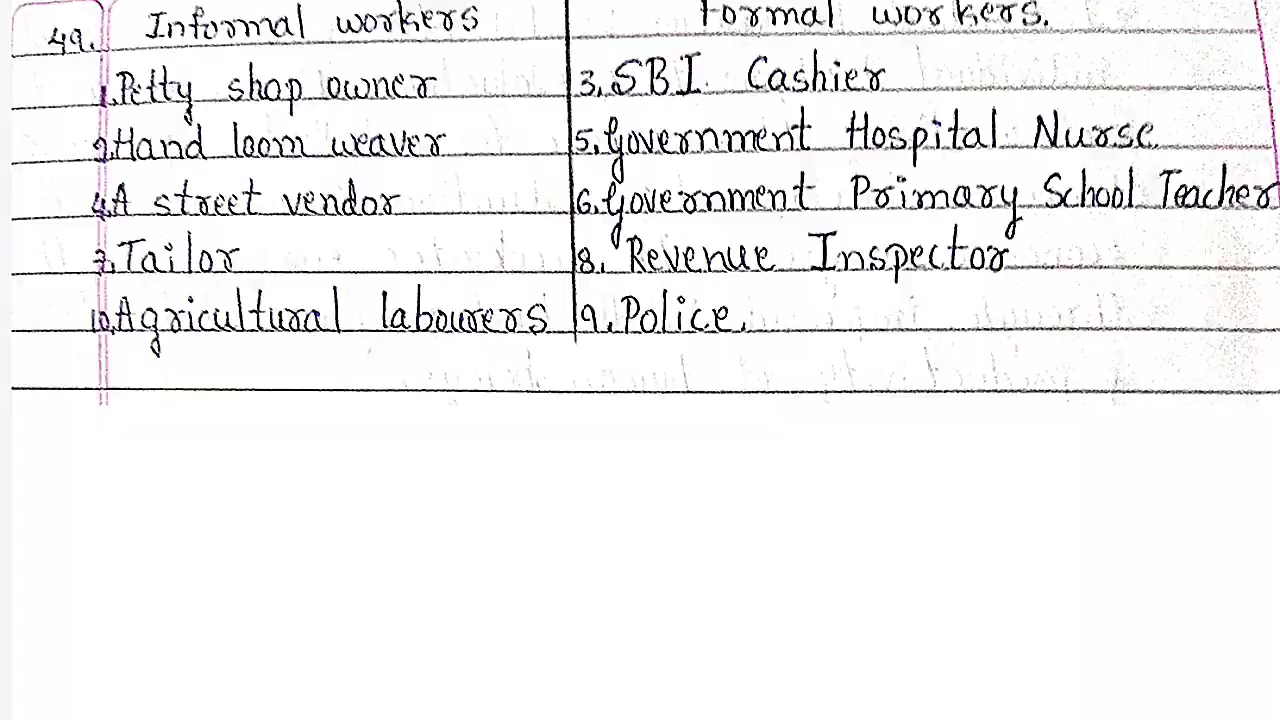 49. Informal workers Formal workers.
1. Petty shop owner 3. SBI. Cashier
2. Hand loom weaver 5. Government Hospital Nurse.
4. A street vendor 6. Government Primary School Teacher
7. Tailor 8. Revenue Inspector
10. Agricultural labourers 9. Police.